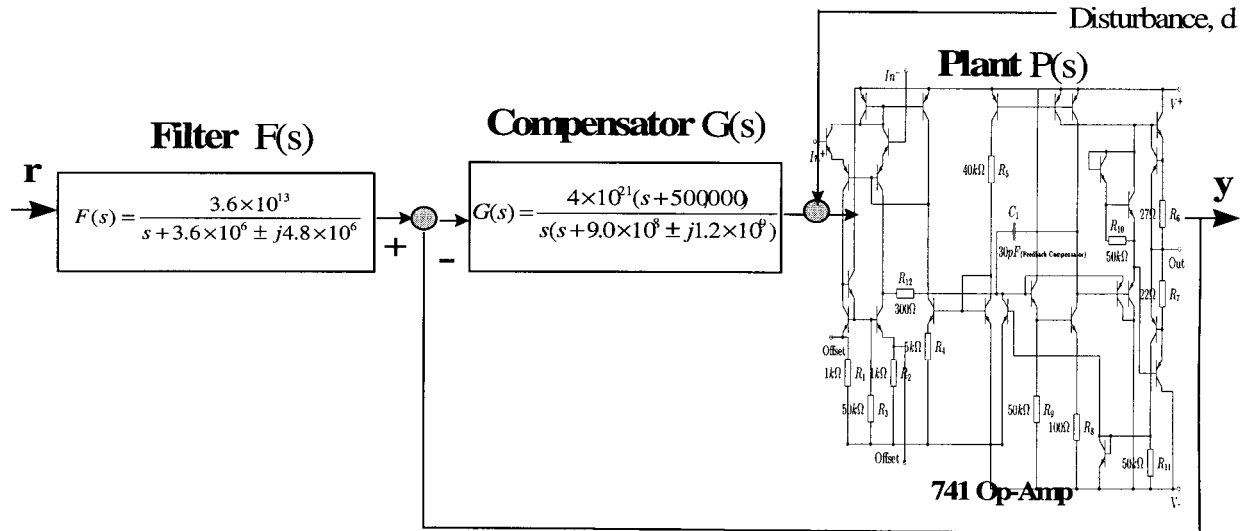 Disturbance, d
Plant P(s)
Filter F(s)
Compensator G(s)
r
F(s) = 3.6×10^13 / (s + 3.6×10^6 ± j4.8×10^6)
+
-
G(s) = 4×10^21 (s + 500,000) / (s(s + 9.0×10^8 ± j1.2×10^9))
y
In-
In+
V+
40kΩ R5
C1
30pF (Feedback Compensator)
R10
50kΩ
27Ω R6
Out
22Ω R7
R12
300Ω
Offset
1kΩ R1
1kΩ R2
50kΩ R3
5kΩ R4
50kΩ R9
100Ω R8
50kΩ R11
Offset
V-
741 Op-Amp